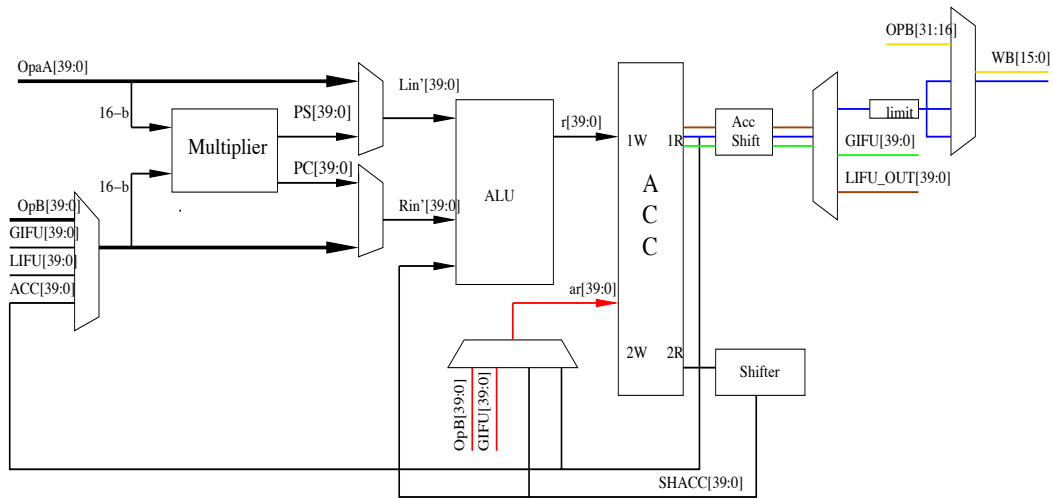 OPB[31:16]
WB[15:0]
OpaA[39:0]
Lin'[39:0]
16-b
PS[39:0]
limit
Multiplier
r[39:0]
Acc
Shift
1W
1R
GIFU[39:0]
PC[39:0]
LIFU_OUT[39:0]
16-b
A
C
C
ALU
OpB[39:0]
Rin'[39:0]
GIFU[39:0]
LIFU[39:0]
ACC[39:0]
ar[39:0]
2W
2R
Shifter
OpB[39:0]
GIFU[39:0]
SHACC[39:0]